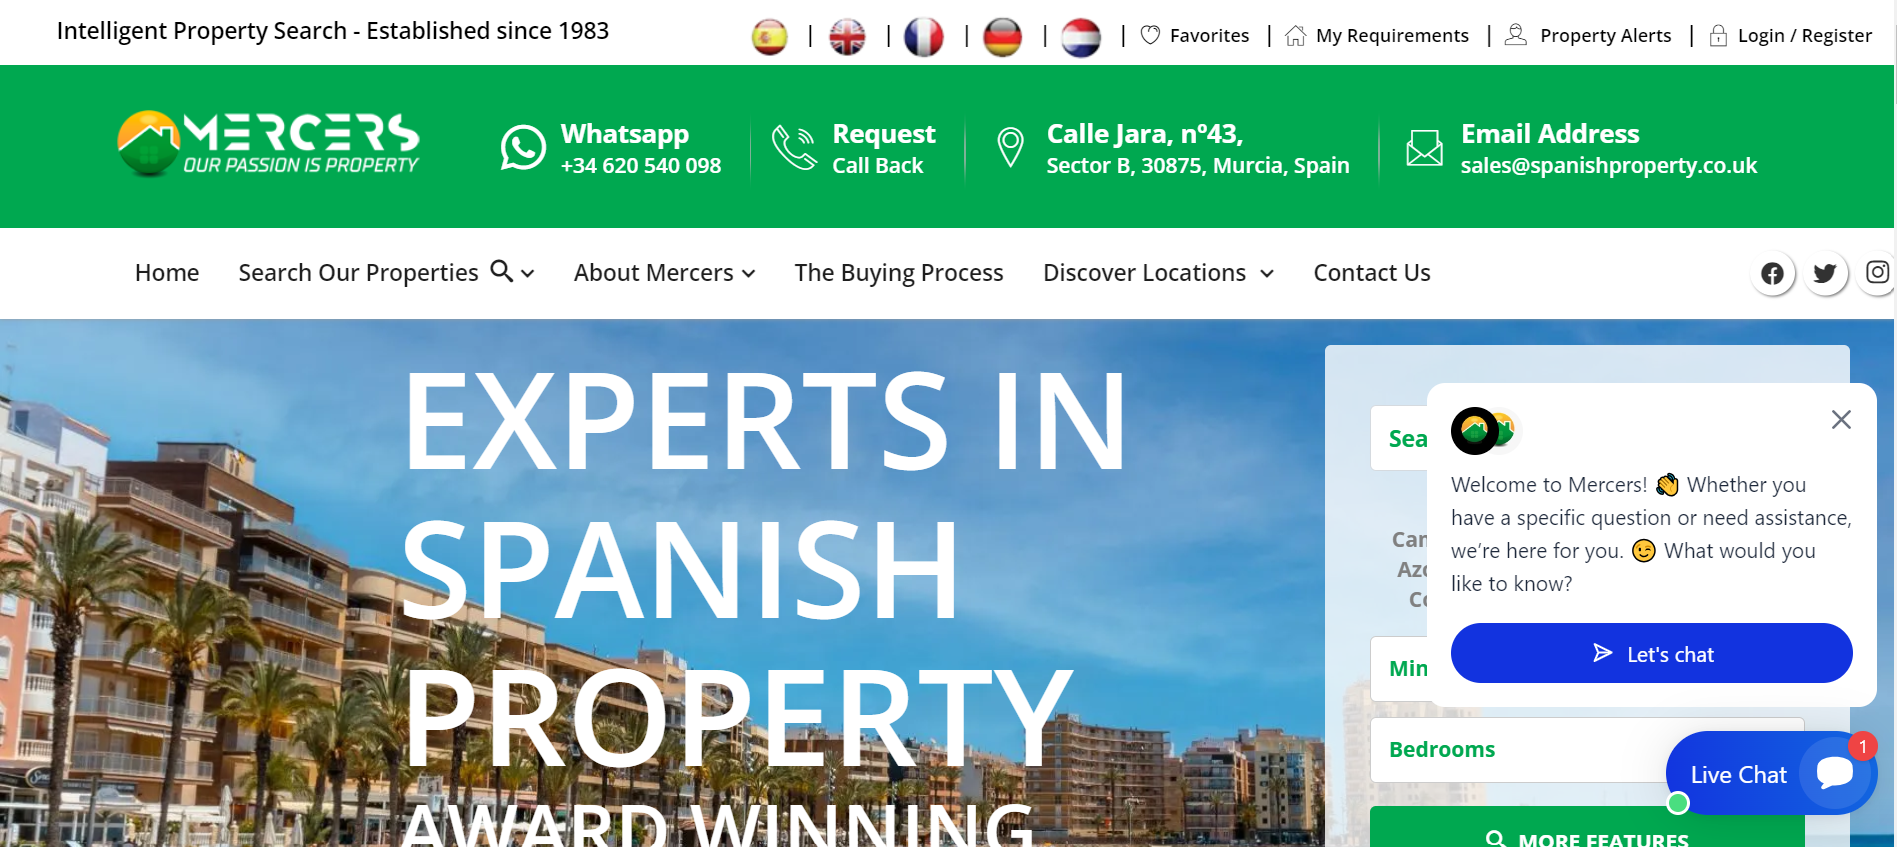 Intelligent Property Search - Established since 1983
Favorites
My Requirements
Property Alerts
Login / Register
MERCERS
OUR PASSION IS PROPERTY
Whatsapp
+34 620 540 098
Request
Call Back
Calle Jara, nº43,
Sector B, 30875, Murcia, Spain
Email Address
sales@spanishproperty.co.uk
Home
Search Our Properties
About Mercers
The Buying Process
Discover Locations
Contact Us
EXPERTS IN
SPANISH
PROPERTY
AWARD WINNING
Welcome to Mercers! 👋 Whether you
have a specific question or need assistance,
we’re here for you. 😉 What would you
like to know?
Let's chat
Bedrooms
Live Chat
1
MORE FEATURES